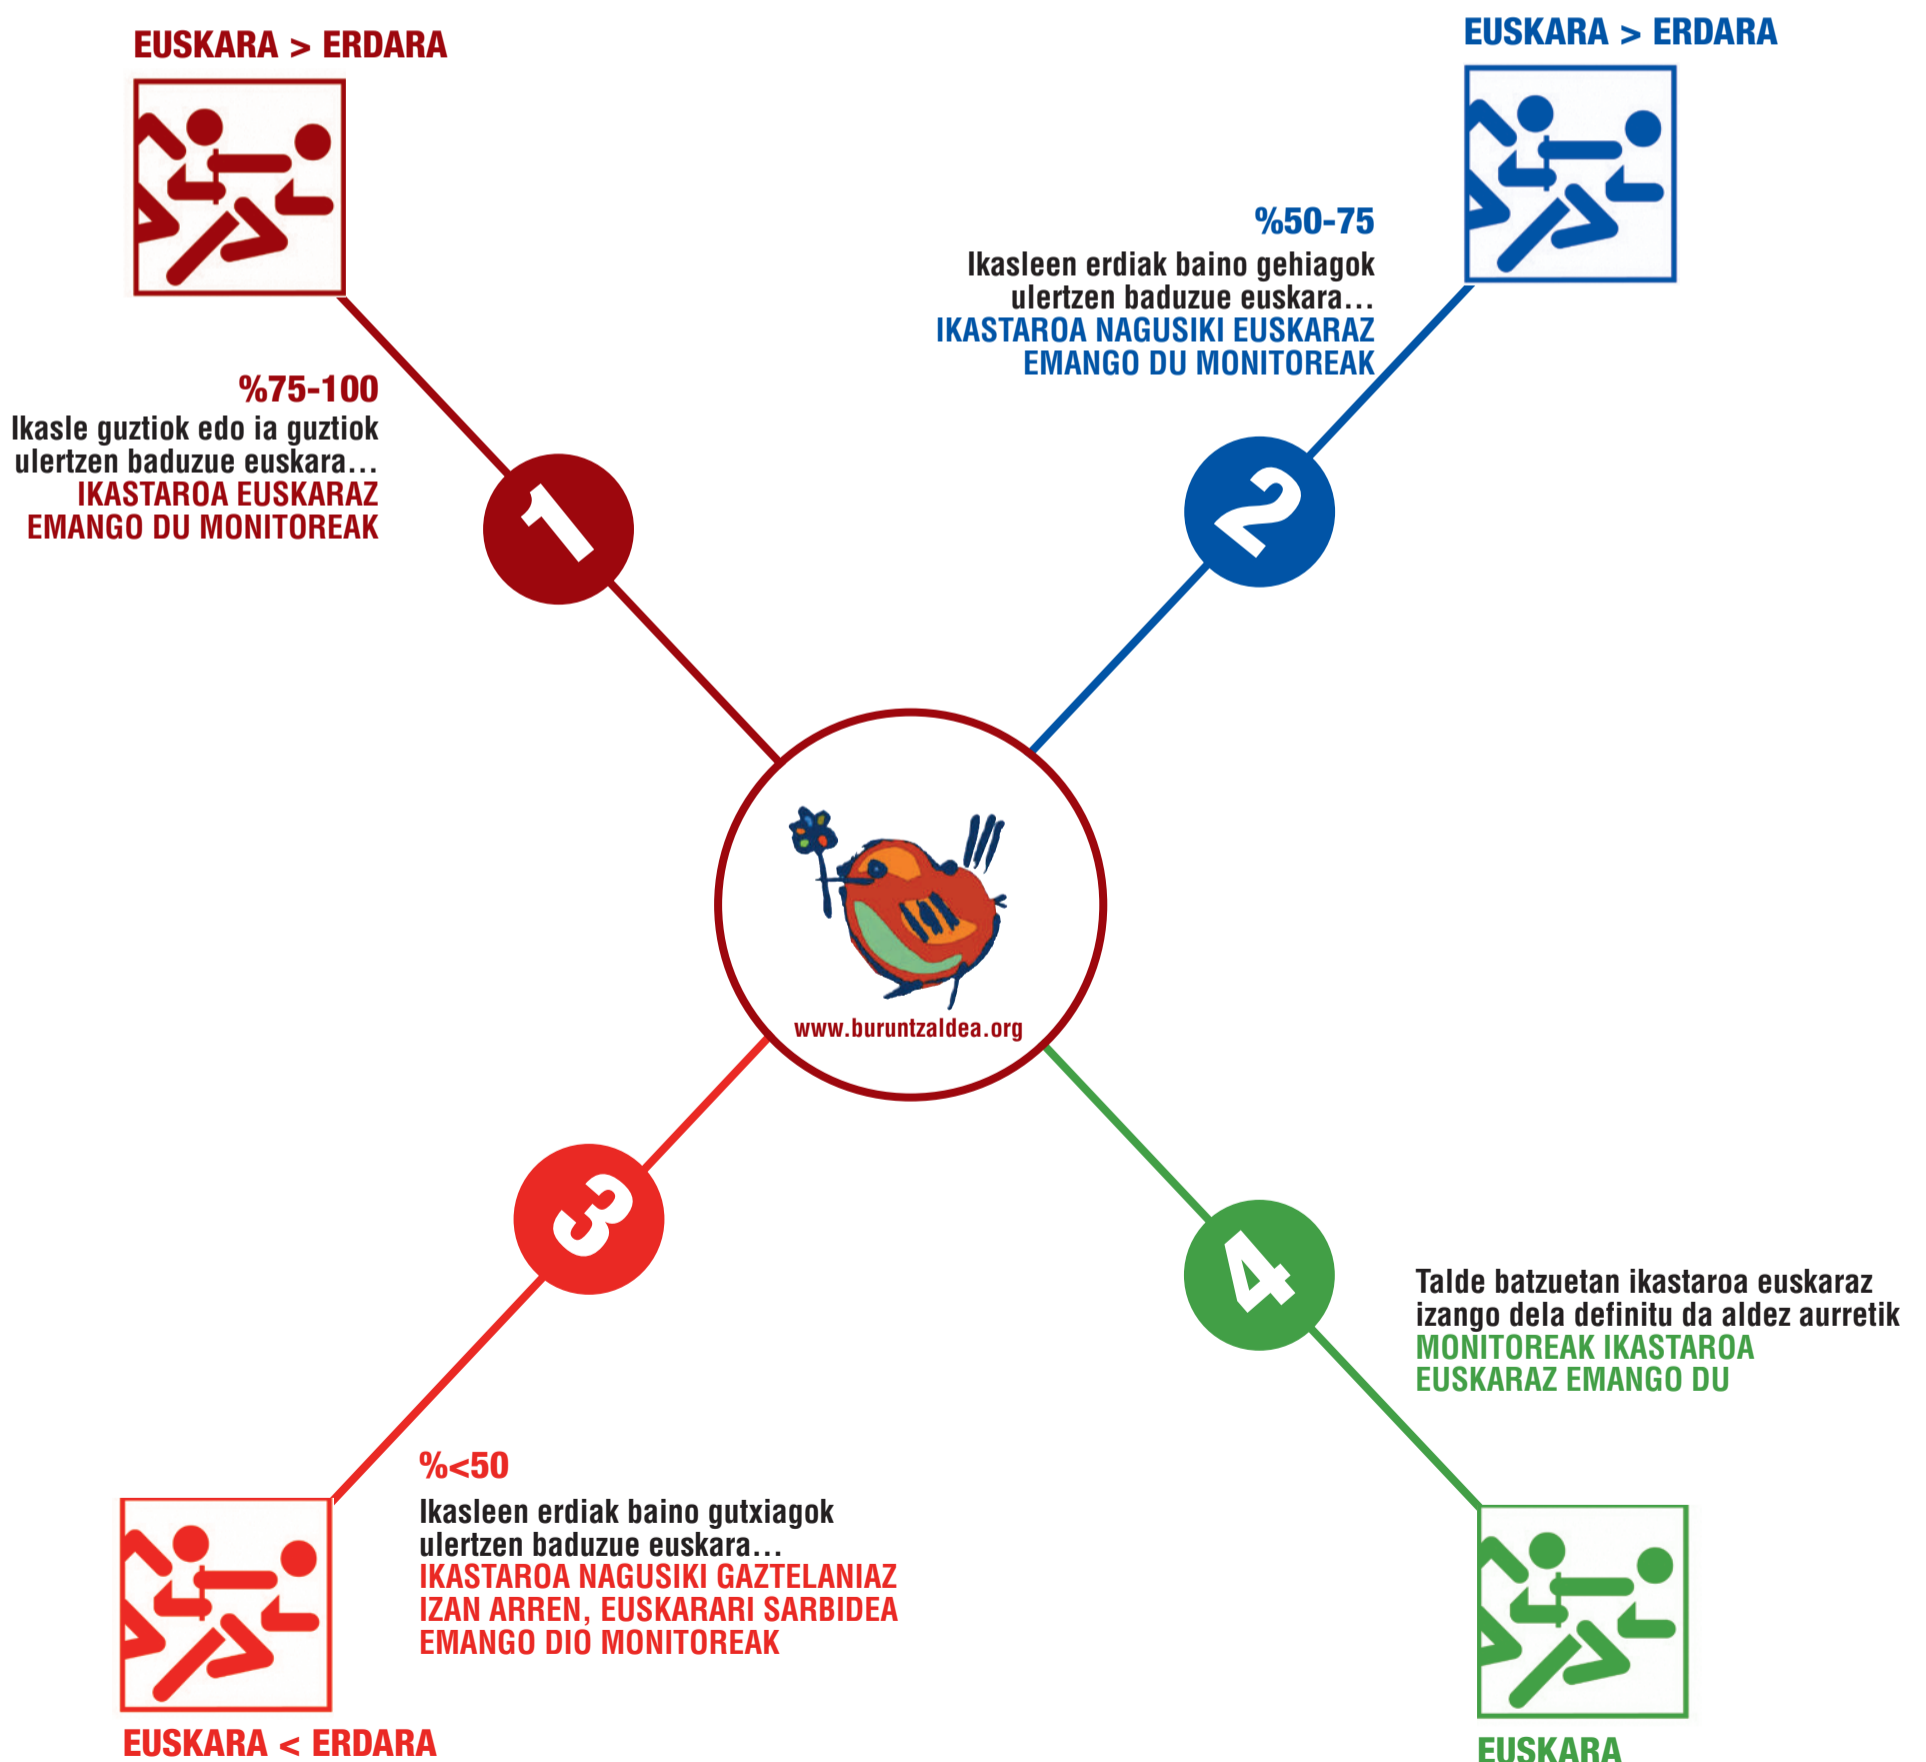 EUSKARA > ERDARA
%75-100
Ikasle guztiok edo ia guztiok
ulertzen baduzue euskara...
IKASTAROA EUSKARAZ
EMANGO DU MONITOREAK
1
EUSKARA > ERDARA
%50-75
Ikasleen erdiak baino gehiagok
ulertzen baduzue euskara...
IKASTAROA NAGUSIKI EUSKARAZ
EMANGO DU MONITOREAK
2
www.buruntzaldea.org
3
%<50
Ikasleen erdiak baino gutxiagok
ulertzen baduzue euskara...
IKASTAROA NAGUSIKI GAZTELANIAZ
IZAN ARREN, EUSKARARI SARBIDEA
EMANGO DIO MONITOREAK
EUSKARA < ERDARA
4
Talde batzuetan ikastaroa euskaraz
izango dela definitu da aldez aurretik
MONITOREAK IKASTAROA
EUSKARAZ EMANGO DU
EUSKARA